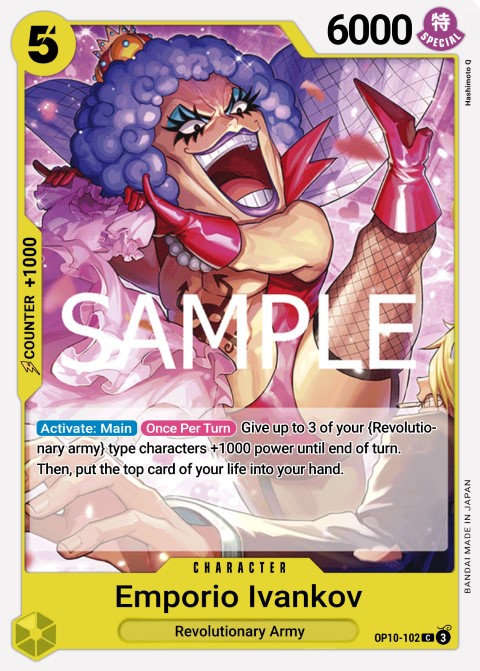 5
6000
特
SPECIAL
Hashimoto Q
COUNTER +1000
SAMPLE
Activate: Main Once Per Turn Give up to 3 of your {Revolutio-
nary army} type characters +1000 power until end of turn.
Then, put the top card of your life into your hand.
BANDAI MADE IN JAPAN
CHARACTER
Emporio Ivankov
Revolutionary Army
OP10-102 C 3